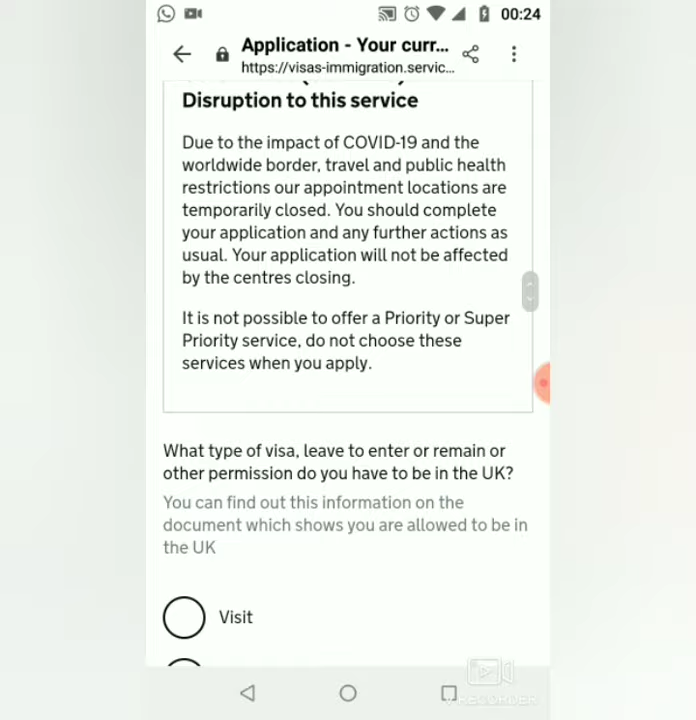 00:24
Application - Your curr...
https://visas-immigration.servic...
Disruption to this service
Due to the impact of COVID-19 and the
worldwide border, travel and public health
restrictions our appointment locations are
temporarily closed. You should complete
your application and any further actions as
usual. Your application will not be affected
by the centres closing.
It is not possible to offer a Priority or Super
Priority service, do not choose these
services when you apply.
What type of visa, leave to enter or remain or
other permission do you have to be in the UK?
You can find out this information on the
document which shows you are allowed to be in
the UK
Visit
RECORDER